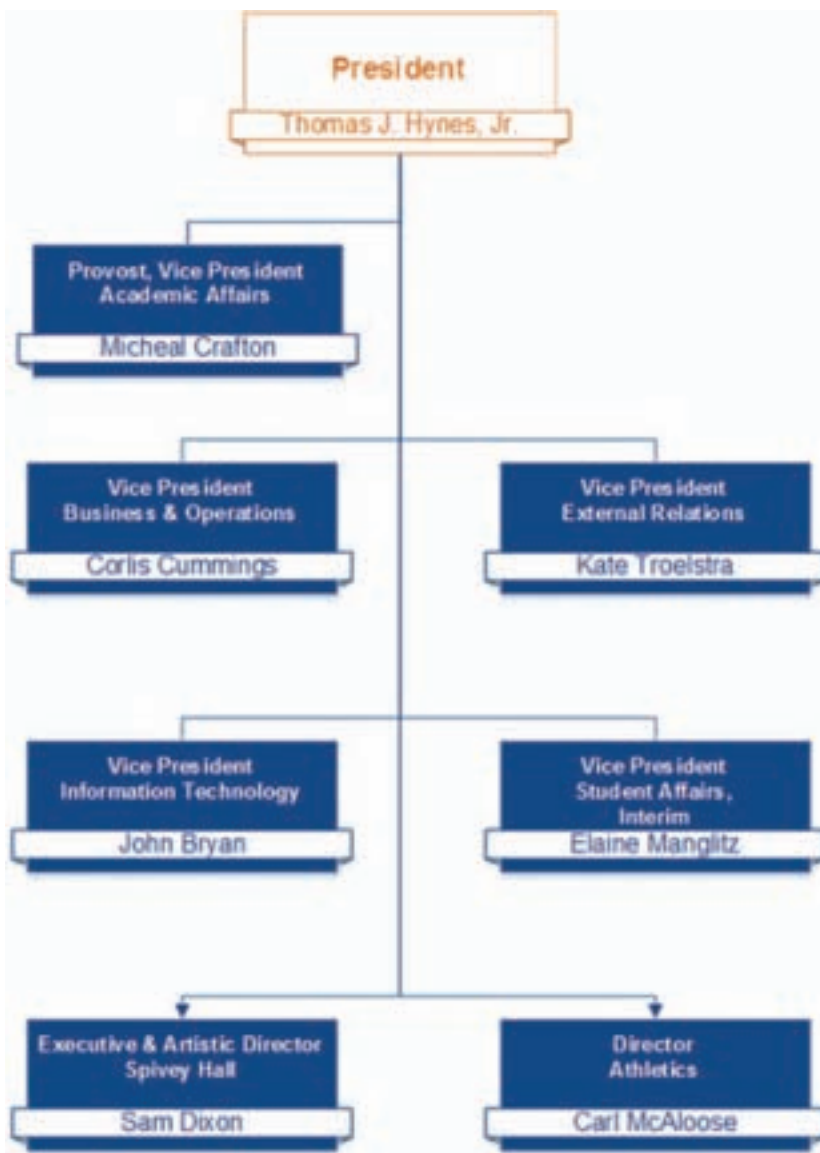 President
Thomas J. Hynes, Jr.
Provost, Vice President
Academic Affairs
Micheal Crafton
Vice President
Business & Operations
Corlis Cummings
Vice President
External Relations
Kate Troelstra
Vice President
Information Technology
John Bryan
Vice President
Student Affairs,
Interim
Elaine Manglitz
Executive & Artistic Director
Spivey Hall
Sam Dixon
Director
Athletics
Carl McAloose